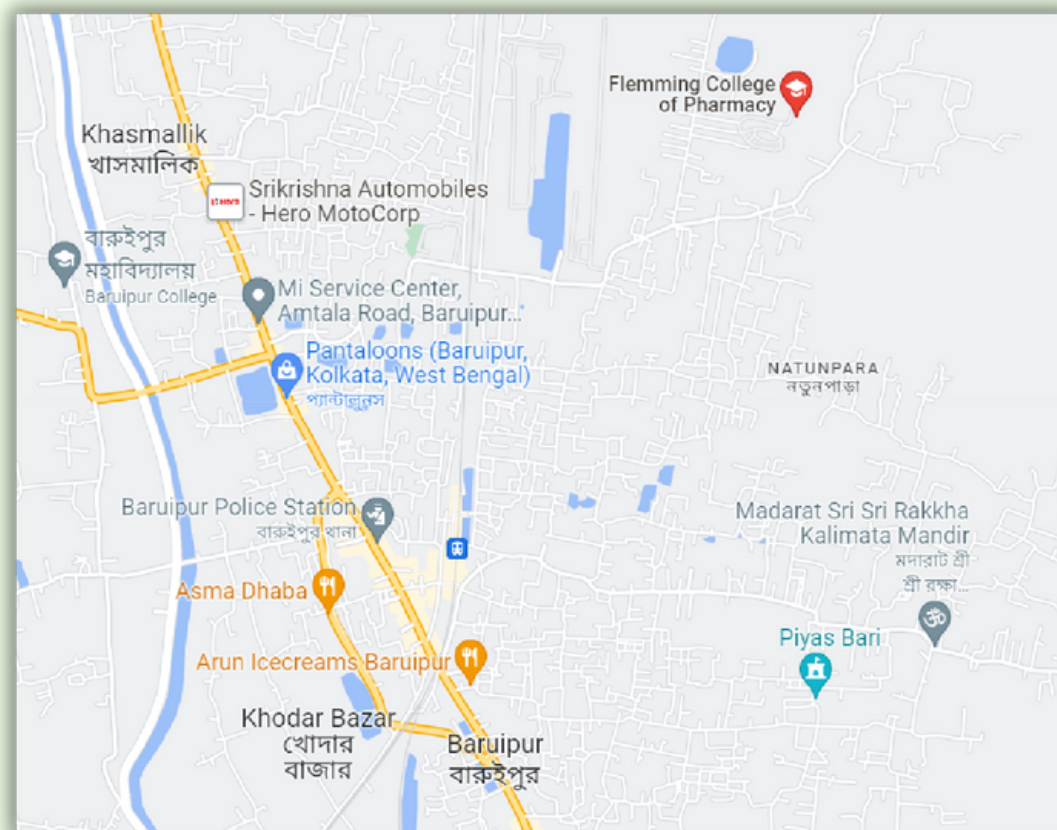 Flemming College
of Pharmacy
Khasmallik
খাসমালিক
Srikrishna Automobiles
- Hero MotoCorp
Hero
বারুইপুর
মহাবিদ্যালয়
Baruipur College
Mi Service Center,
Amtala Road, Baruipur...
Pantaloons (Baruipur,
Kolkata, West Bengal)
প্যান্টালুনস
NATUNPARA
নতুনপাড়া
Baruipur Police Station
বারুইপুর থানা
Madarat Sri Sri Rakkha
Kalimata Mandir
মদারাট শ্রী
শ্রী রক্ষা...
ॐ
Asma Dhaba
Piyas Bari
Arun Icecreams Baruipur
Khodar Bazar
খোদার
বাজার
Baruipur
বারুইপুর